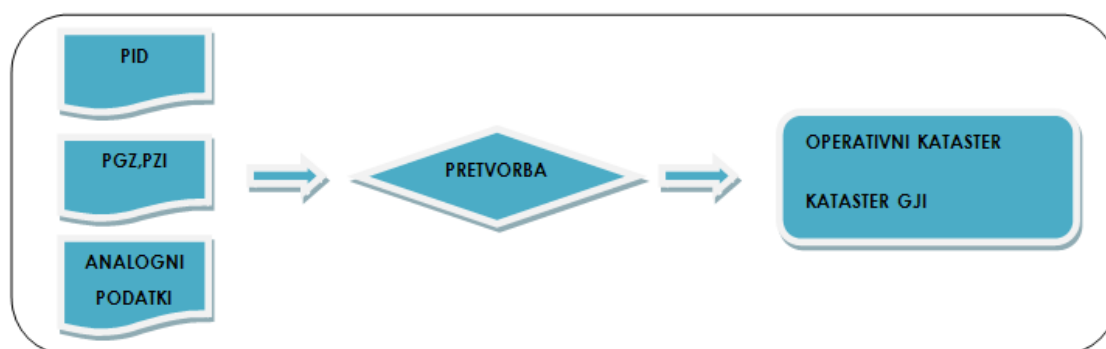 PID
PGZ,PZI
ANALOGNI
PODATKI
PRETVORBA
OPERATIVNI KATASTER
KATASTER GJI